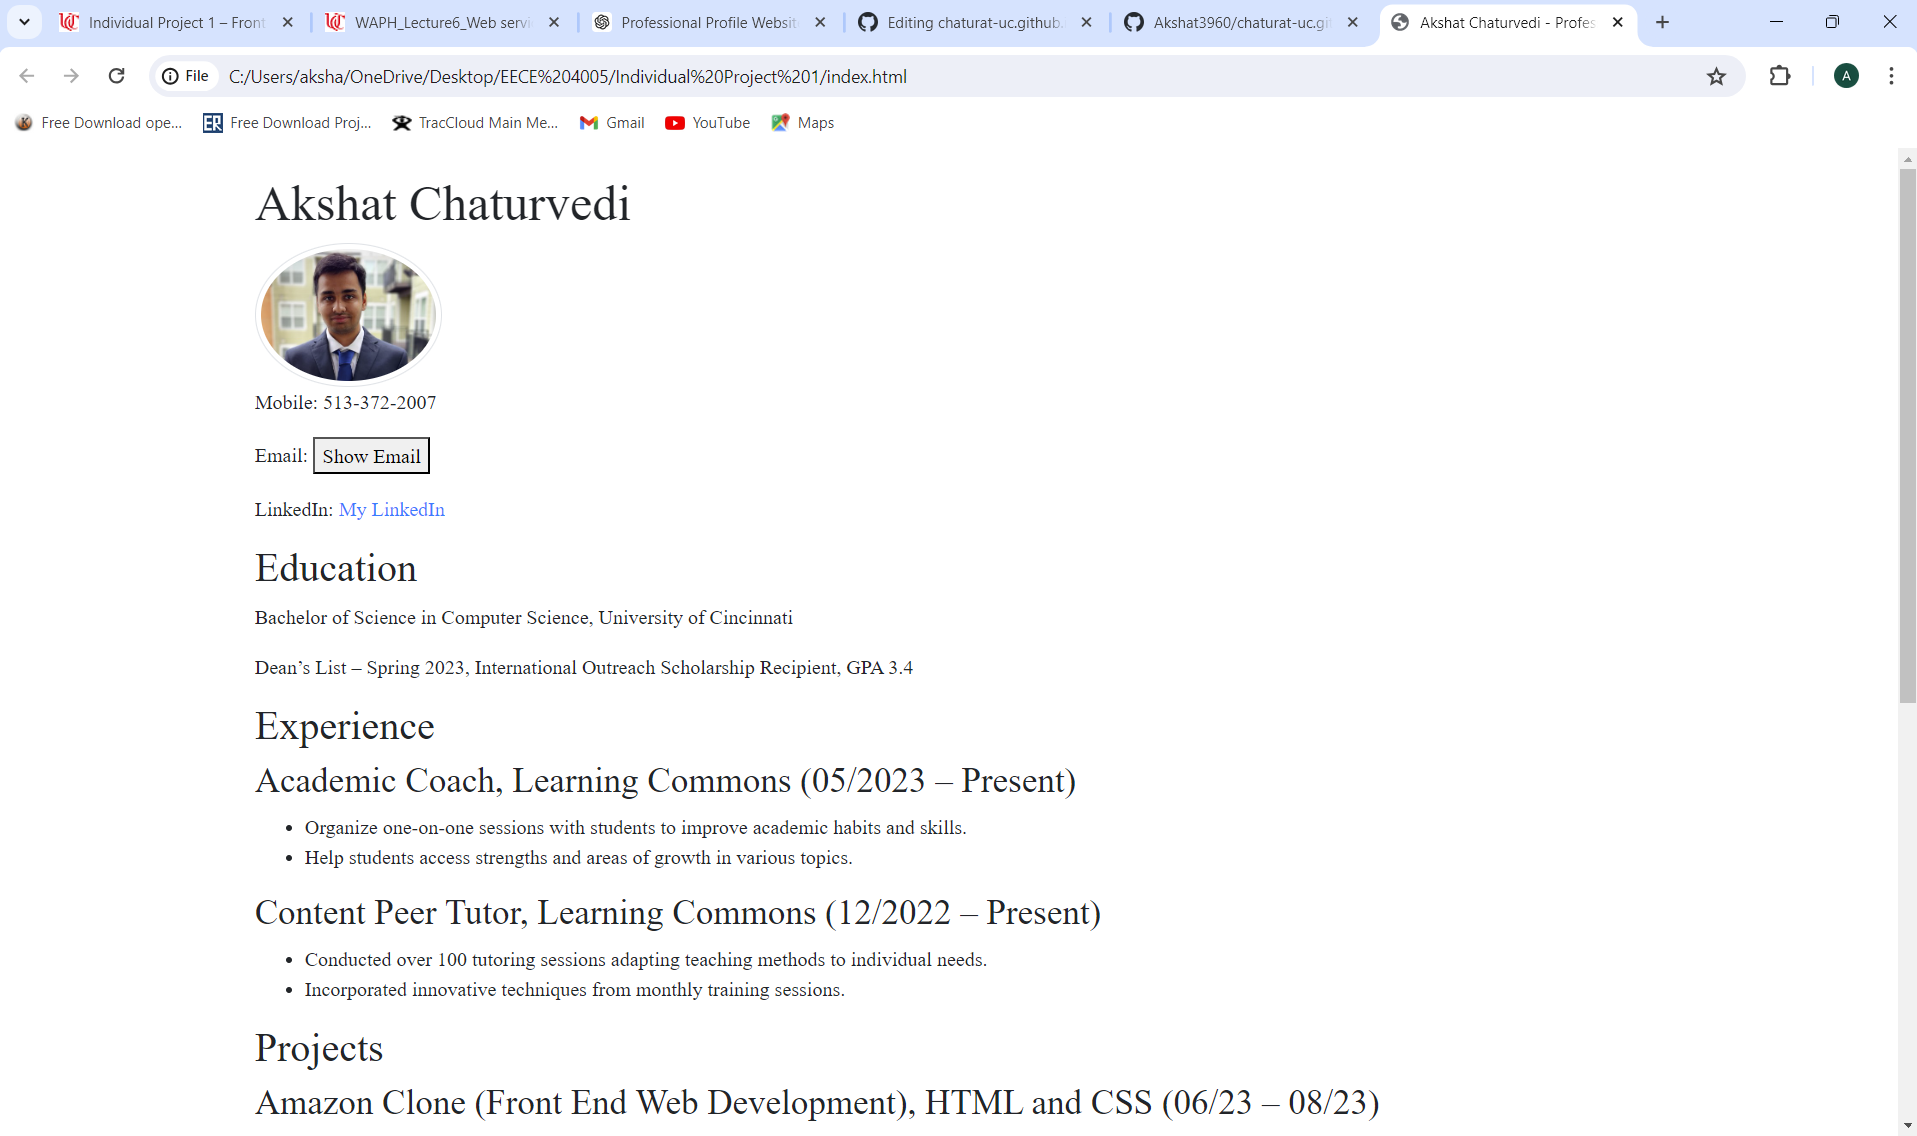 Individual Project 1 – Front
WAPH_Lecture6_Web servi
Professional Profile Website
Editing chaturat-uc.github.
Akshat3960/chaturat-uc.git
Akshat Chaturvedi - Profes
File
C:/Users/aksha/OneDrive/Desktop/EECE%204005/Individual%20Project%201/index.html
A
Free Download ope...
ER
Free Download Proj...
TracCloud Main Me...
Gmail
YouTube
Maps
Akshat Chaturvedi
Mobile: 513-372-2007
Email: Show Email
LinkedIn: My LinkedIn
Education
Bachelor of Science in Computer Science, University of Cincinnati
Dean’s List – Spring 2023, International Outreach Scholarship Recipient, GPA 3.4
Experience
Academic Coach, Learning Commons (05/2023 – Present)
• Organize one-on-one sessions with students to improve academic habits and skills.
• Help students access strengths and areas of growth in various topics.
Content Peer Tutor, Learning Commons (12/2022 – Present)
• Conducted over 100 tutoring sessions adapting teaching methods to individual needs.
• Incorporated innovative techniques from monthly training sessions.
Projects
Amazon Clone (Front End Web Development), HTML and CSS (06/23 – 08/23)